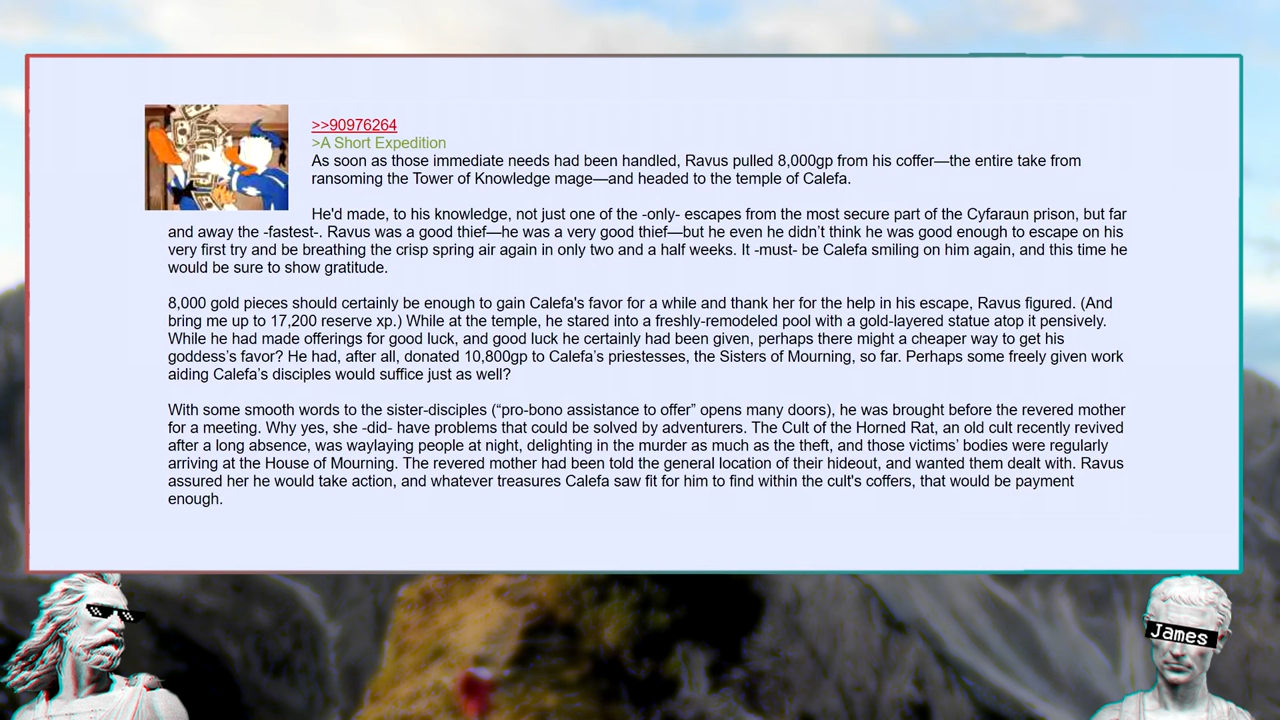 >>90976264
>A Short Expedition
As soon as those immediate needs had been handled, Ravus pulled 8,000gp from his coffer—the entire take from
ransoming the Tower of Knowledge mage—and headed to the temple of Calefa.
He'd made, to his knowledge, not just one of the -only- escapes from the most secure part of the Cyfaraun prison, but far
and away the -fastest-. Ravus was a good thief—he was a very good thief—but he even he didn’t think he was good enough to escape on his
very first try and be breathing the crisp spring air again in only two and a half weeks. It -must- be Calefa smiling on him again, and this time he
would be sure to show gratitude.
8,000 gold pieces should certainly be enough to gain Calefa's favor for a while and thank her for the help in his escape, Ravus figured. (And
bring me up to 17,200 reserve xp.) While at the temple, he stared into a freshly-remodeled pool with a gold-layered statue atop it pensively.
While he had made offerings for good luck, and good luck he certainly had been given, perhaps there might a cheaper way to get his
goddess’s favor? He had, after all, donated 10,800gp to Calefa’s priestesses, the Sisters of Mourning, so far. Perhaps some freely given work
aiding Calefa’s disciples would suffice just as well?
With some smooth words to the sister-disciples (“pro-bono assistance to offer” opens many doors), he was brought before the revered mother
for a meeting. Why yes, she -did- have problems that could be solved by adventurers. The Cult of the Horned Rat, an old cult recently revived
after a long absence, was waylaying people at night, delighting in the murder as much as the theft, and those victims’ bodies were regularly
arriving at the House of Mourning. The revered mother had been told the general location of their hideout, and wanted them dealt with. Ravus
assured her he would take action, and whatever treasures Calefa saw fit for him to find within the cult's coffers, that would be payment
enough.
James